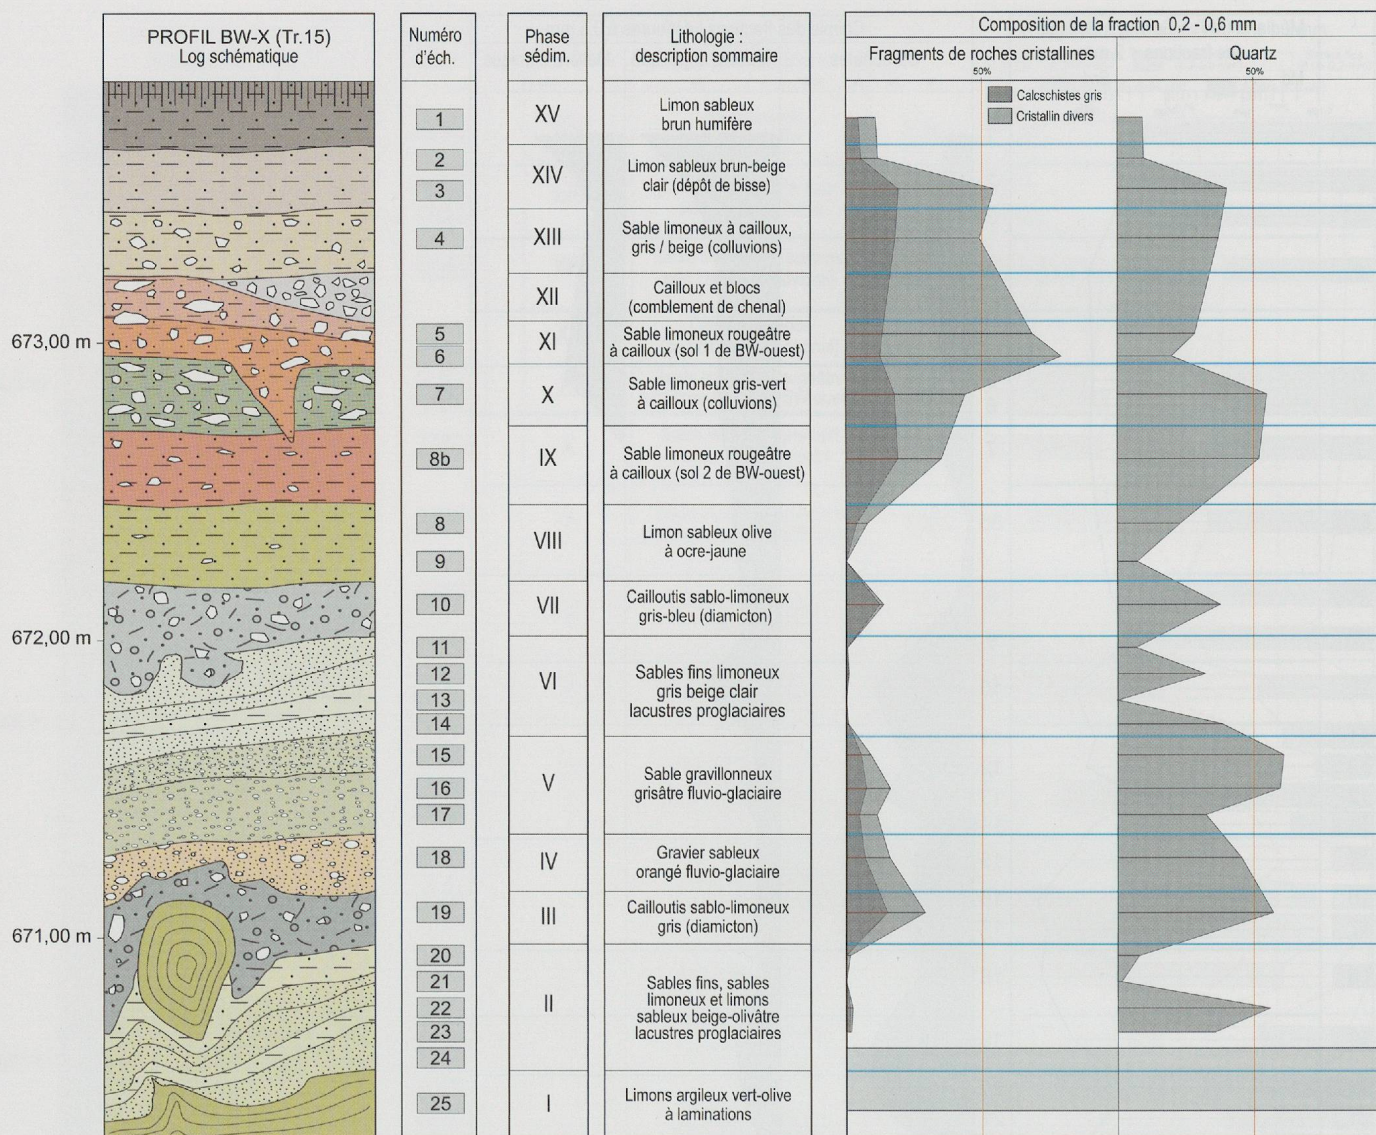 PROFIL BW-X (Tr.15)
Log schématique
Numéro
d'éch.
Phase
sédim.
Lithologie :
description sommaire
Composition de la fraction 0,2 - 0,6 mm
Fragments de roches cristallines
50%
Quartz
50%
Calcschistes gris
Cristallin divers
673,00 m
672,00 m
671,00 m
1
2
3
4
5
6
7
8b
8
9
10
11
12
13
14
15
16
17
18
19
20
21
22
23
24
25
XV
Limon sableux
brun humifère
XIV
Limon sableux brun-beige
clair (dépôt de bisse)
XIII
Sable limoneux à cailloux,
gris / beige (colluvions)
XII
Cailloux et blocs
(comblement de chenal)
XI
Sable limoneux rougeâtre
à cailloux (sol 1 de BW-ouest)
X
Sable limoneux gris-vert
à cailloux (colluvions)
IX
Sable limoneux rougeâtre
à cailloux (sol 2 de BW-ouest)
VIII
Limon sableux olive
à ocre-jaune
VII
Cailloutis sablo-limoneux
gris-bleu (diamicton)
VI
Sables fins limoneux
gris beige clair
lacustres proglaciaires
V
Sable gravillonneux
grisâtre fluvio-glaciaire
IV
Gravier sableux
orangé fluvio-glaciaire
III
Cailloutis sablo-limoneux
gris (diamicton)
II
Sables fins, sables
limoneux et limons
sableux beige-olivâtre
lacustres proglaciaires
I
Limons argileux vert-olive
à laminations